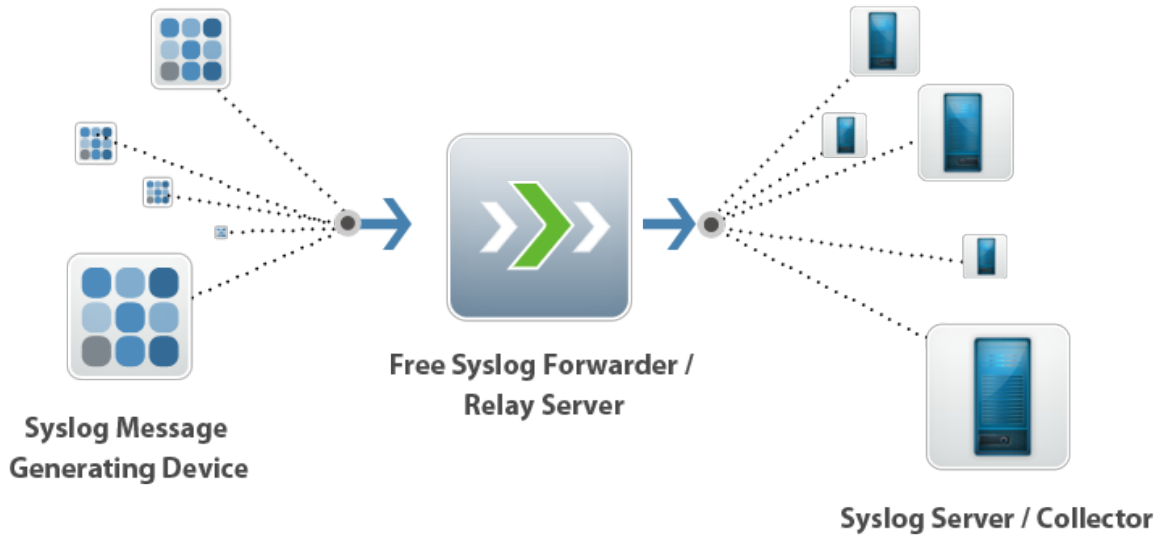 Free Syslog Forwarder /
Relay Server
Syslog Message
Generating Device
Syslog Server / Collector